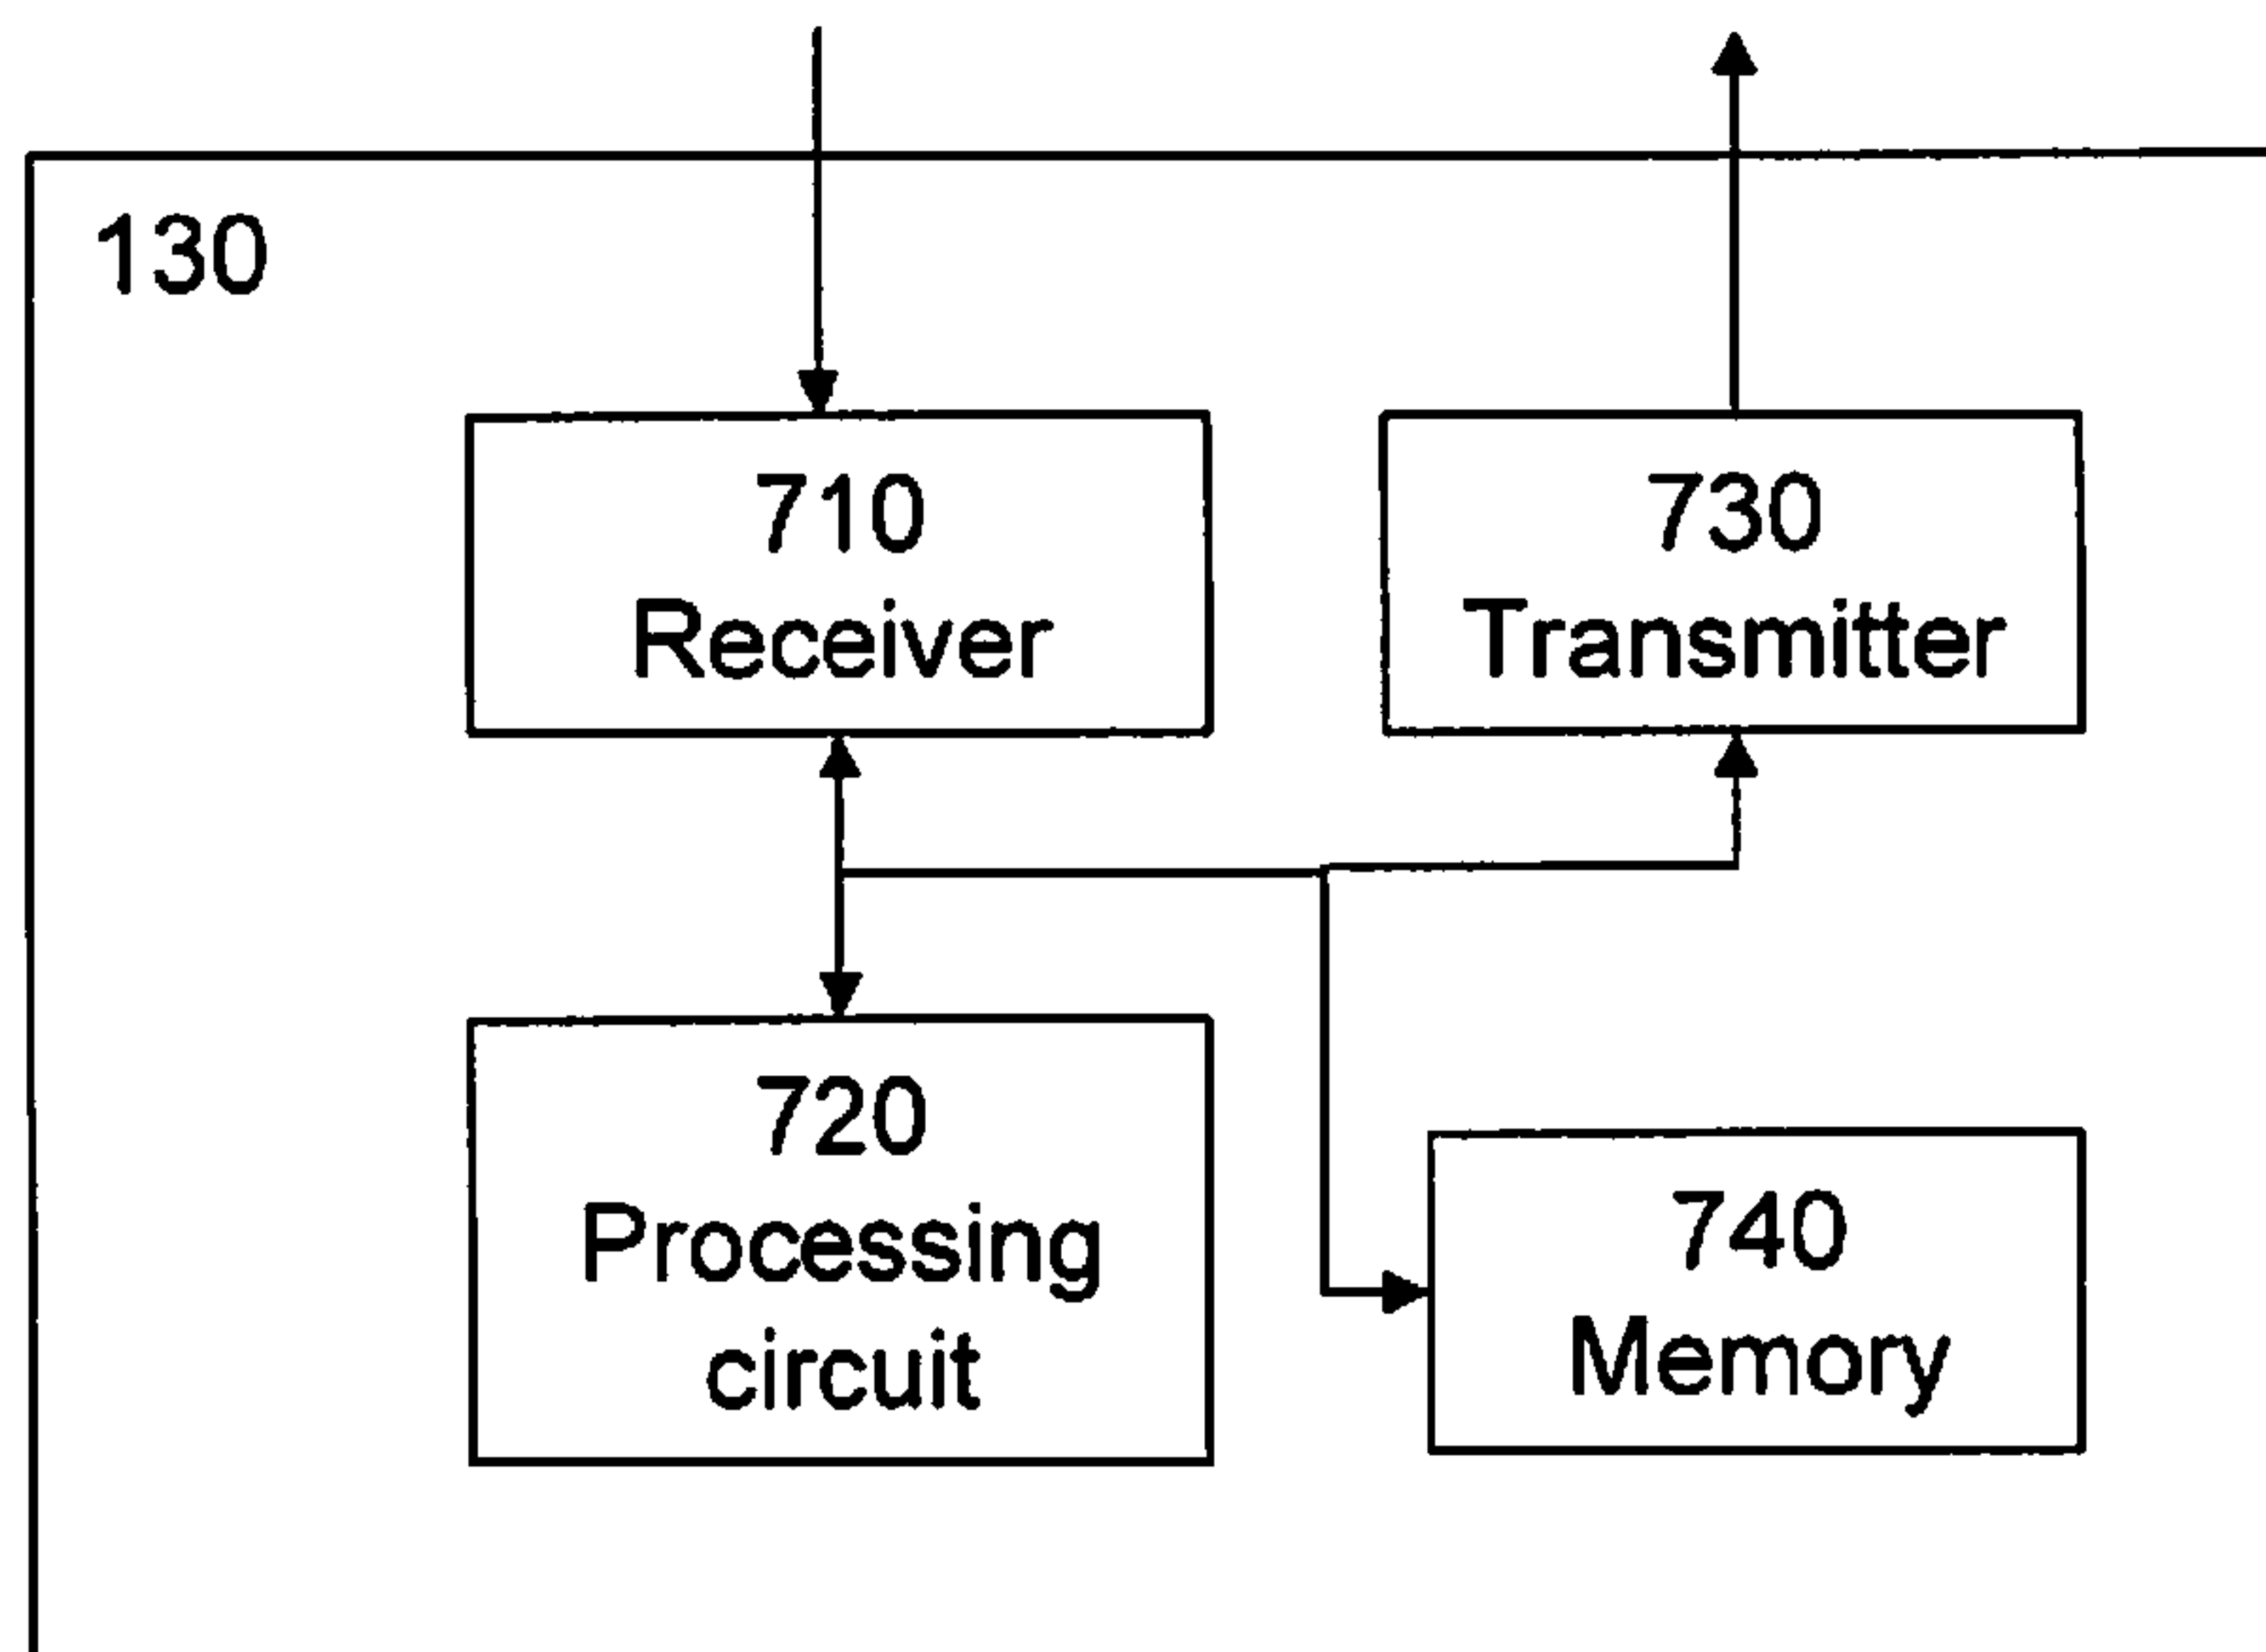 130
710
Receiver
730
Transmitter
720
Processing
circuit
740
Memory